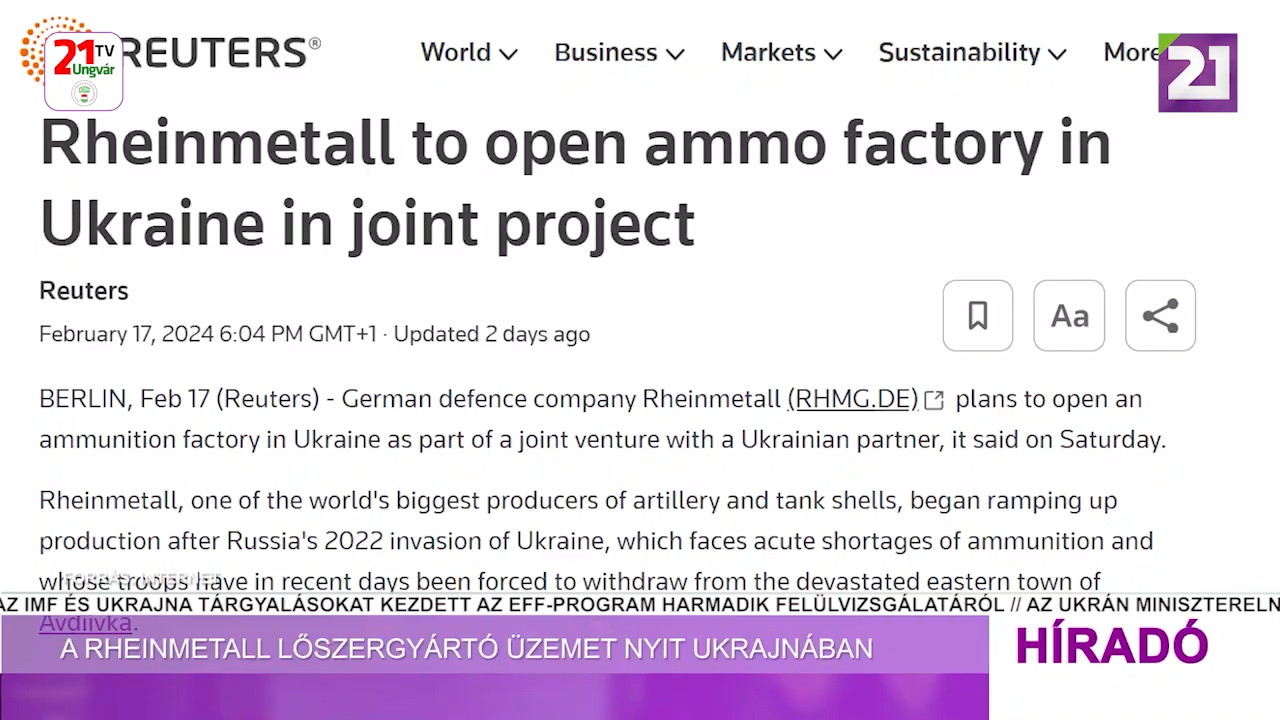 REUTERS®
World
Business
Markets
Sustainability
More
21 TV
Ungvár
21
Rheinmetall to open ammo factory in
Ukraine in joint project
Reuters
February 17, 2024 6:04 PM GMT+1 · Updated 2 days ago
Aa
BERLIN, Feb 17 (Reuters) - German defence company Rheinmetall (RHMG.DE) plans to open an
ammunition factory in Ukraine as part of a joint venture with a Ukrainian partner, it said on Saturday.
Rheinmetall, one of the world's biggest producers of artillery and tank shells, began ramping up
production after Russia's 2022 invasion of Ukraine, which faces acute shortages of ammunition and
whose troops have in recent days been forced to withdraw from the devastated eastern town of
FORRÁS: INTERNET
AZ IMF ÉS UKRAJNA TÁRGYALÁSOKAT KEZDETT AZ EFF-PROGRAM HARMADIK FELÜLVIZSGÁLATÁRÓL // AZ UKRÁN MINISZTERELN
Avdiivka.
A RHEINMETALL LŐSZERGYÁRTÓ ÜZEMET NYIT UKRAJNÁBAN
HÍRADÓ